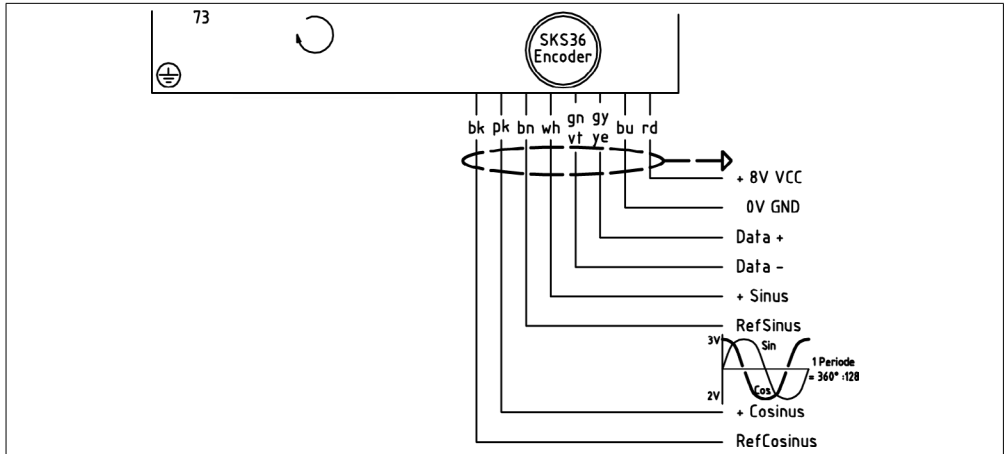 73
SKS36
Encoder
bk pk bn wh gn gy bu rd
vt ye
+ 8V VCC
0V GND
Data +
Data -
+ Sinus
RefSinus
3V
Sin
1 Periode
= 360° :128
Cos
2V
+ Cosinus
RefCosinus